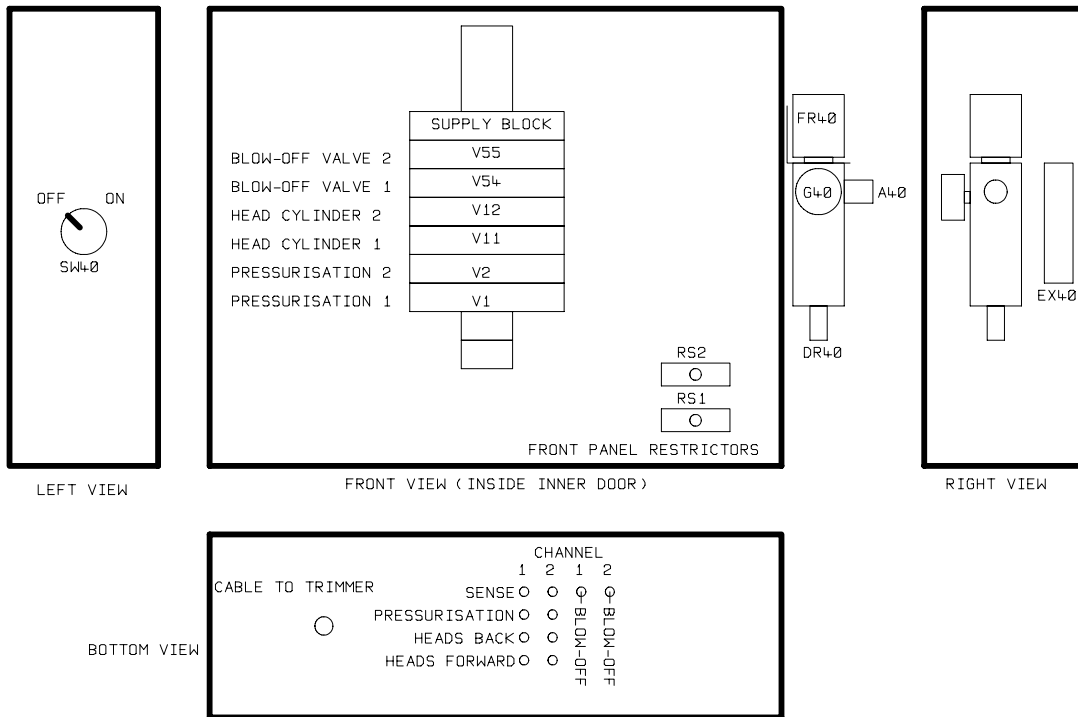 OFF ON
SW40
LEFT VIEW
SUPPLY BLOCK
BLOW-OFF VALVE 2 V55
BLOW-OFF VALVE 1 V54
HEAD CYLINDER 2 V12
HEAD CYLINDER 1 V11
PRESSURISATION 2 V2
PRESSURISATION 1 V1
RS2
RS1
FRONT PANEL RESTRICTORS
FRONT VIEW (INSIDE INNER DOOR)
FR40
G40 A40
DR40
EX40
RIGHT VIEW
CHANNEL
1 2 1 2
CABLE TO TRIMMER
SENSE
PRESSURISATION
HEADS BACK
HEADS FORWARD
BLOW-OFF
BLOW-OFF
BOTTOM VIEW